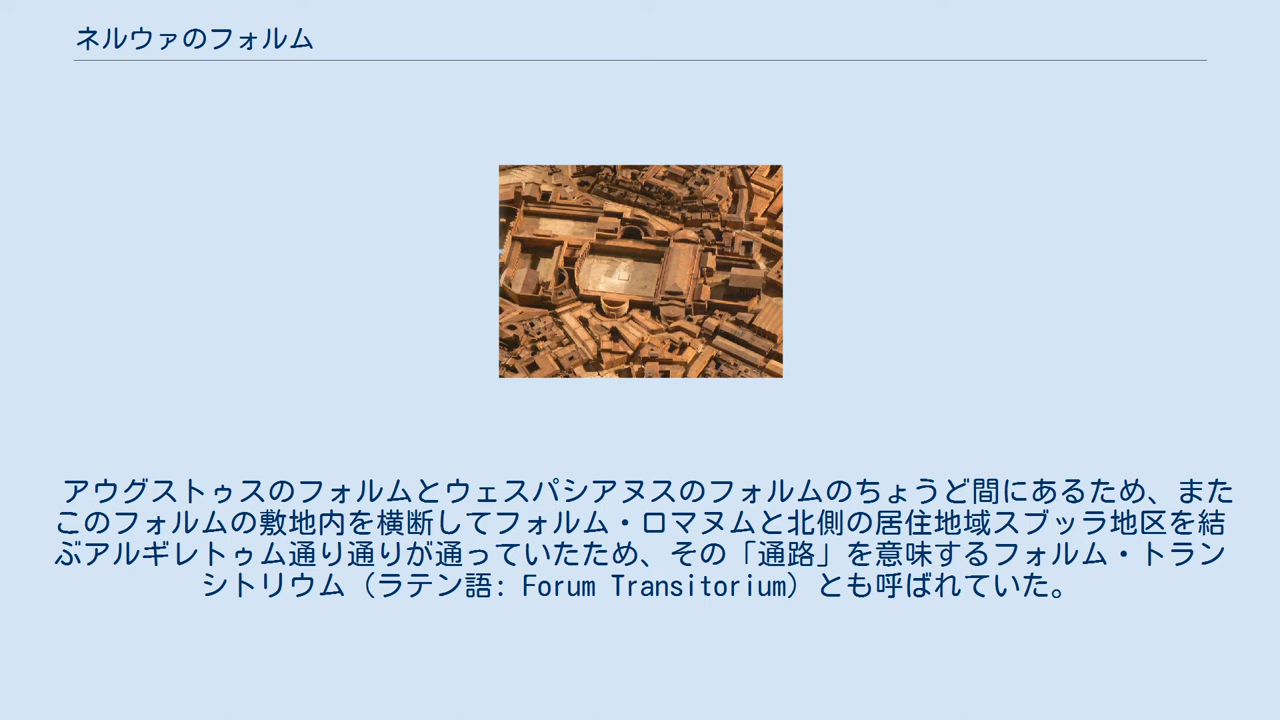 ネルウァのフォルム
アウグストゥスのフォルムとウェスパシアヌスのフォルムのちょうど間にあるため、また
このフォルムの敷地内を横断してフォルム・ロマヌムと北側の居住地域スブッラ地区を結
ぶアルギレトゥム通り通りが通っていたため、その「通路」を意味するフォルム・トラン
シトリウム（ラテン語: Forum Transitorium）とも呼ばれていた。